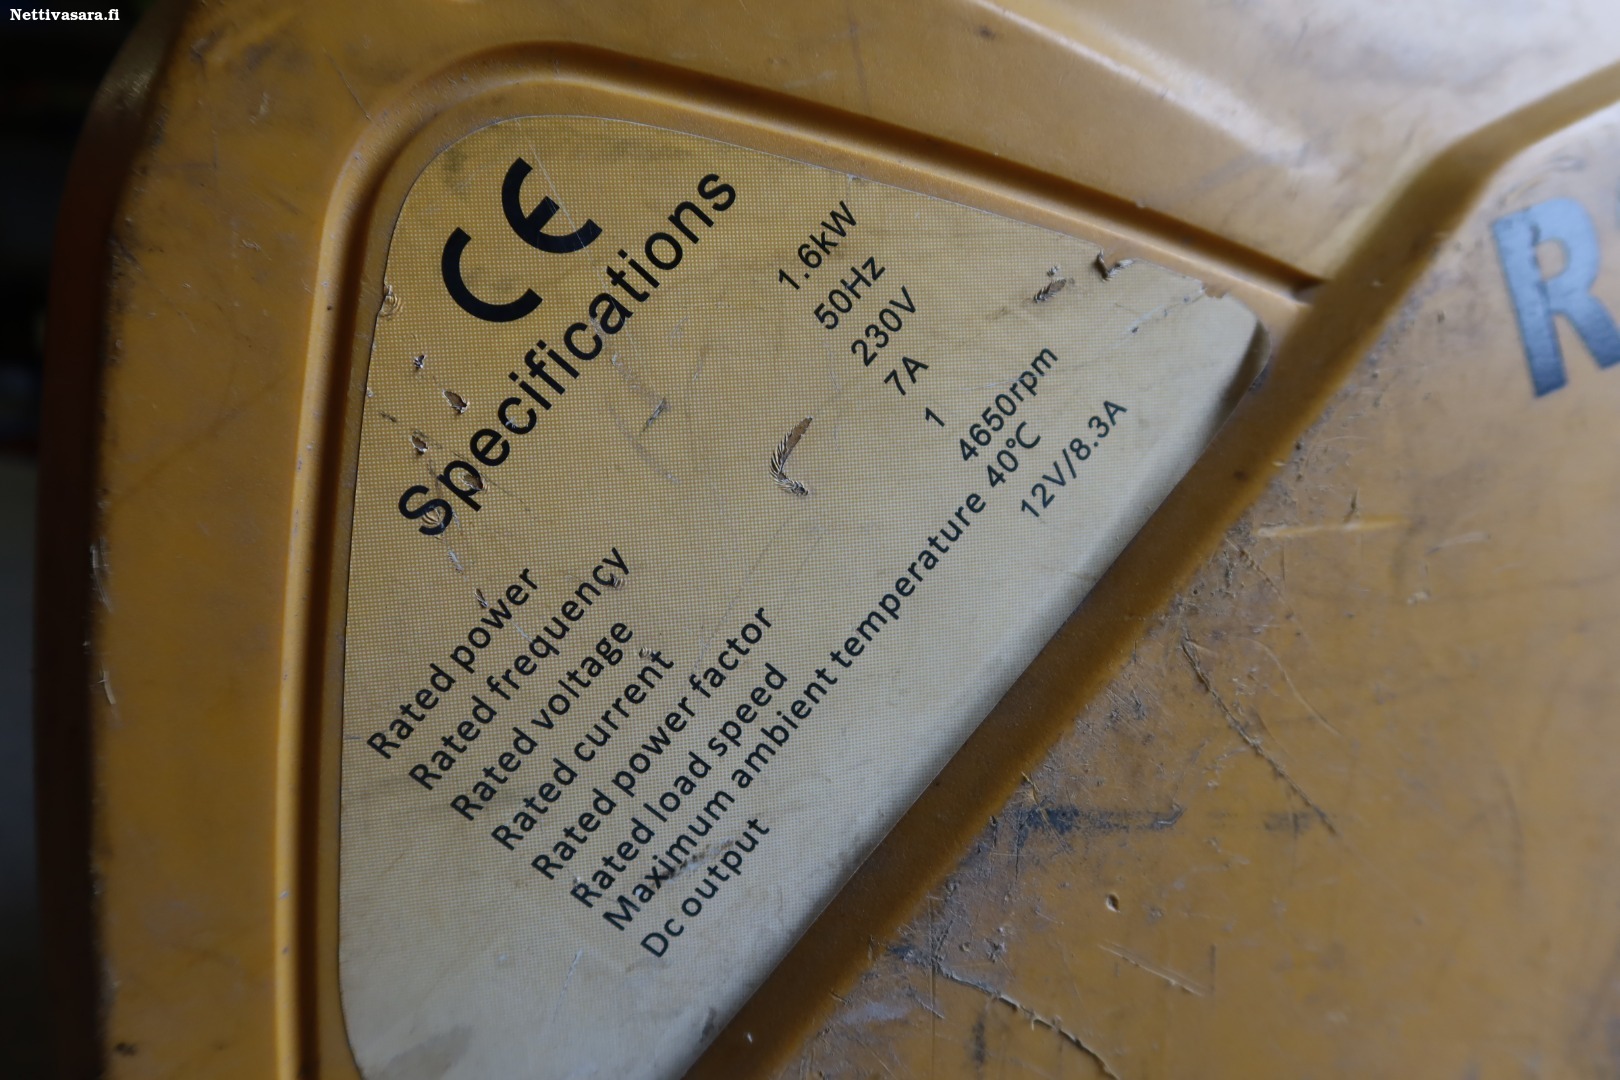 Nettivasara.fi
CE
Specifications
Rated power 1.6kW
Rated frequency 50Hz
Rated voltage 230V
Rated current 7A
Rated power factor 1
Rated load speed 4650rpm
Maximum ambient temperature 40℃
Dc output 12V/8.3A
R